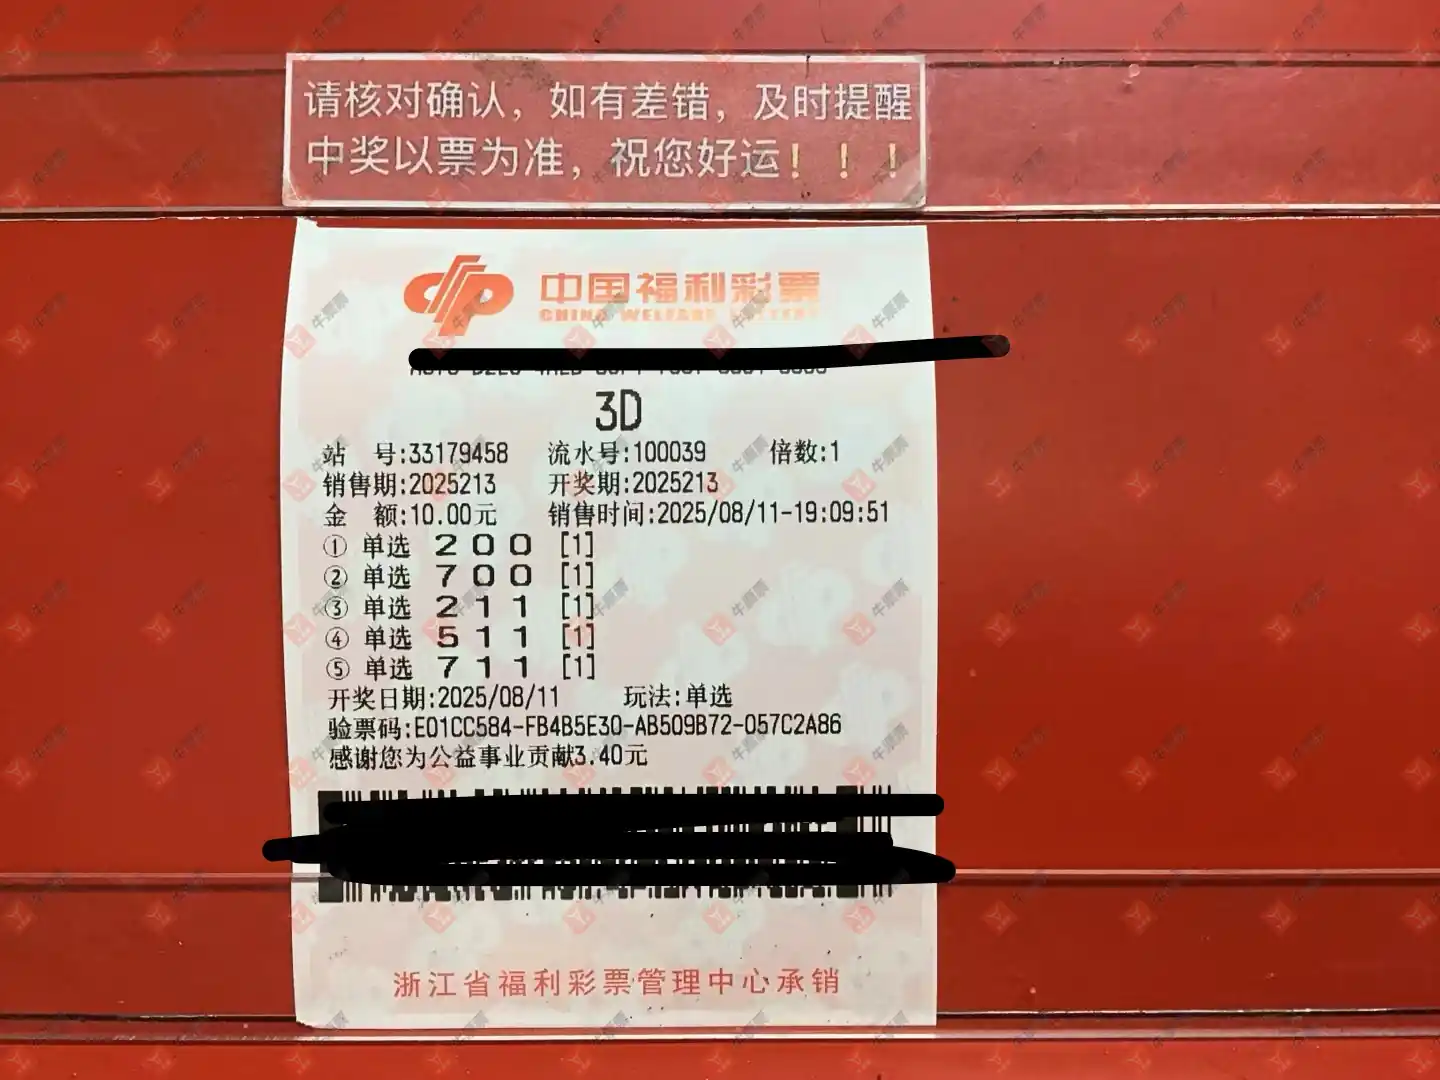 请核对确认，如有差错，及时提醒
中奖以票为准，祝您好运！！！
中国福利彩票
CHINA WELFARE LOTTERY
3D
站 号:33179458 流水号:100039 倍数:1
销售期:2025213 开奖期:2025213
金 额:10.00元 销售时间:2025/08/11-19:09:51
① 单选 2 0 0 [1]
② 单选 7 0 0 [1]
③ 单选 2 1 1 [1]
④ 单选 5 1 1 [1]
⑤ 单选 7 1 1 [1]
开奖日期:2025/08/11 玩法:单选
验票码:E01CC584-FB4B5E30-AB509B72-057C2A86
感谢您为公益事业贡献3.40元
浙江省福利彩票管理中心承销
牛票票